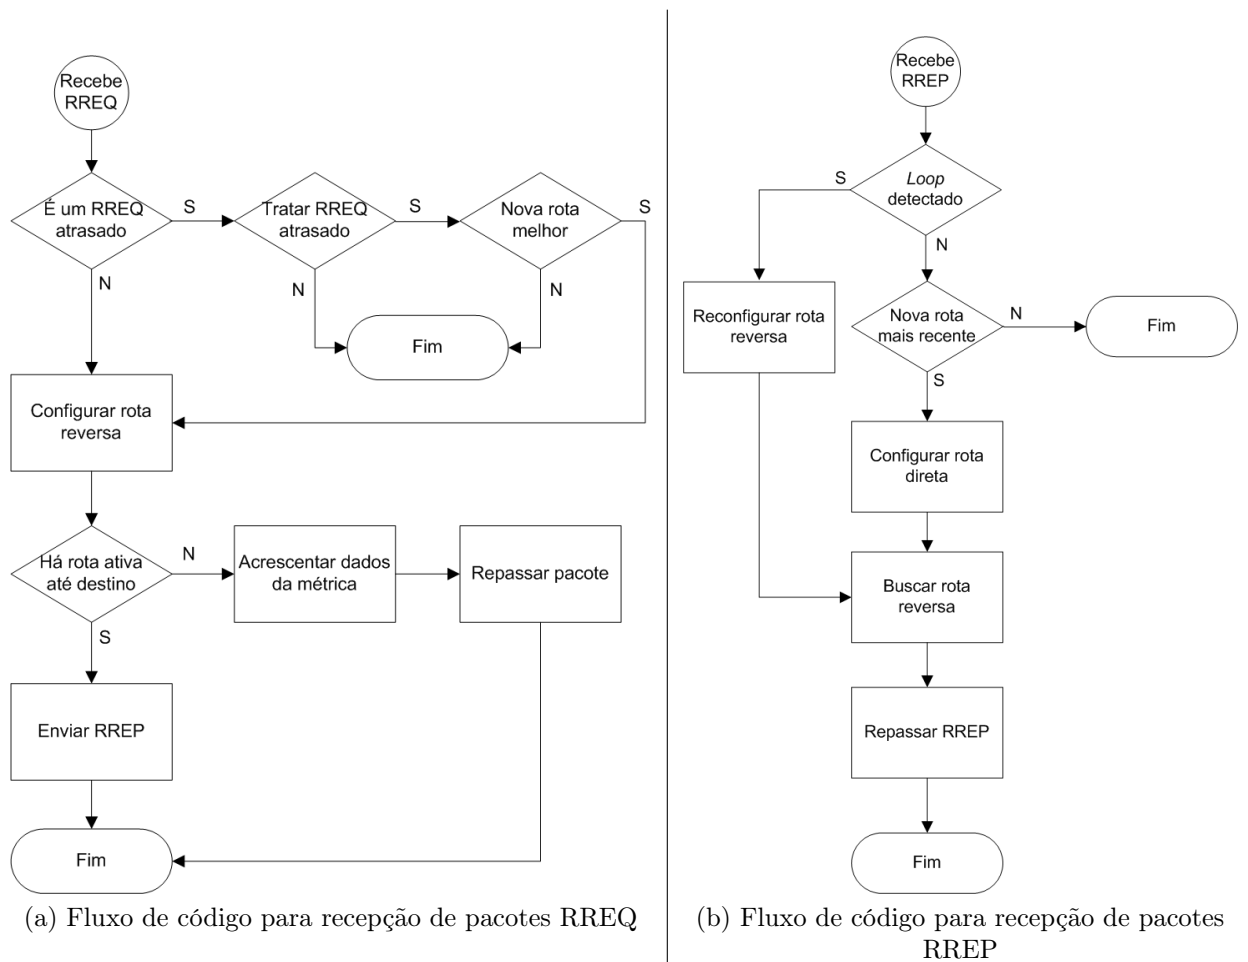 Recebe
RREQ
É um RREQ
atrasado
S
Tratar RREQ
atrasado
S
Nova rota
melhor
S
N
N
N
Fim
Configurar rota
reversa
Há rota ativa
até destino
N
Acrescentar dados
da métrica
Repassar pacote
S
Enviar RREP
Fim
(a) Fluxo de código para recepção de pacotes RREQ
Recebe
RREP
Loop
detectado
S
N
Reconfigurar rota
reversa
Nova rota
mais recente
N
Fim
S
Configurar rota
direta
Buscar rota
reversa
Repassar RREP
Fim
(b) Fluxo de código para recepção de pacotes
RREP